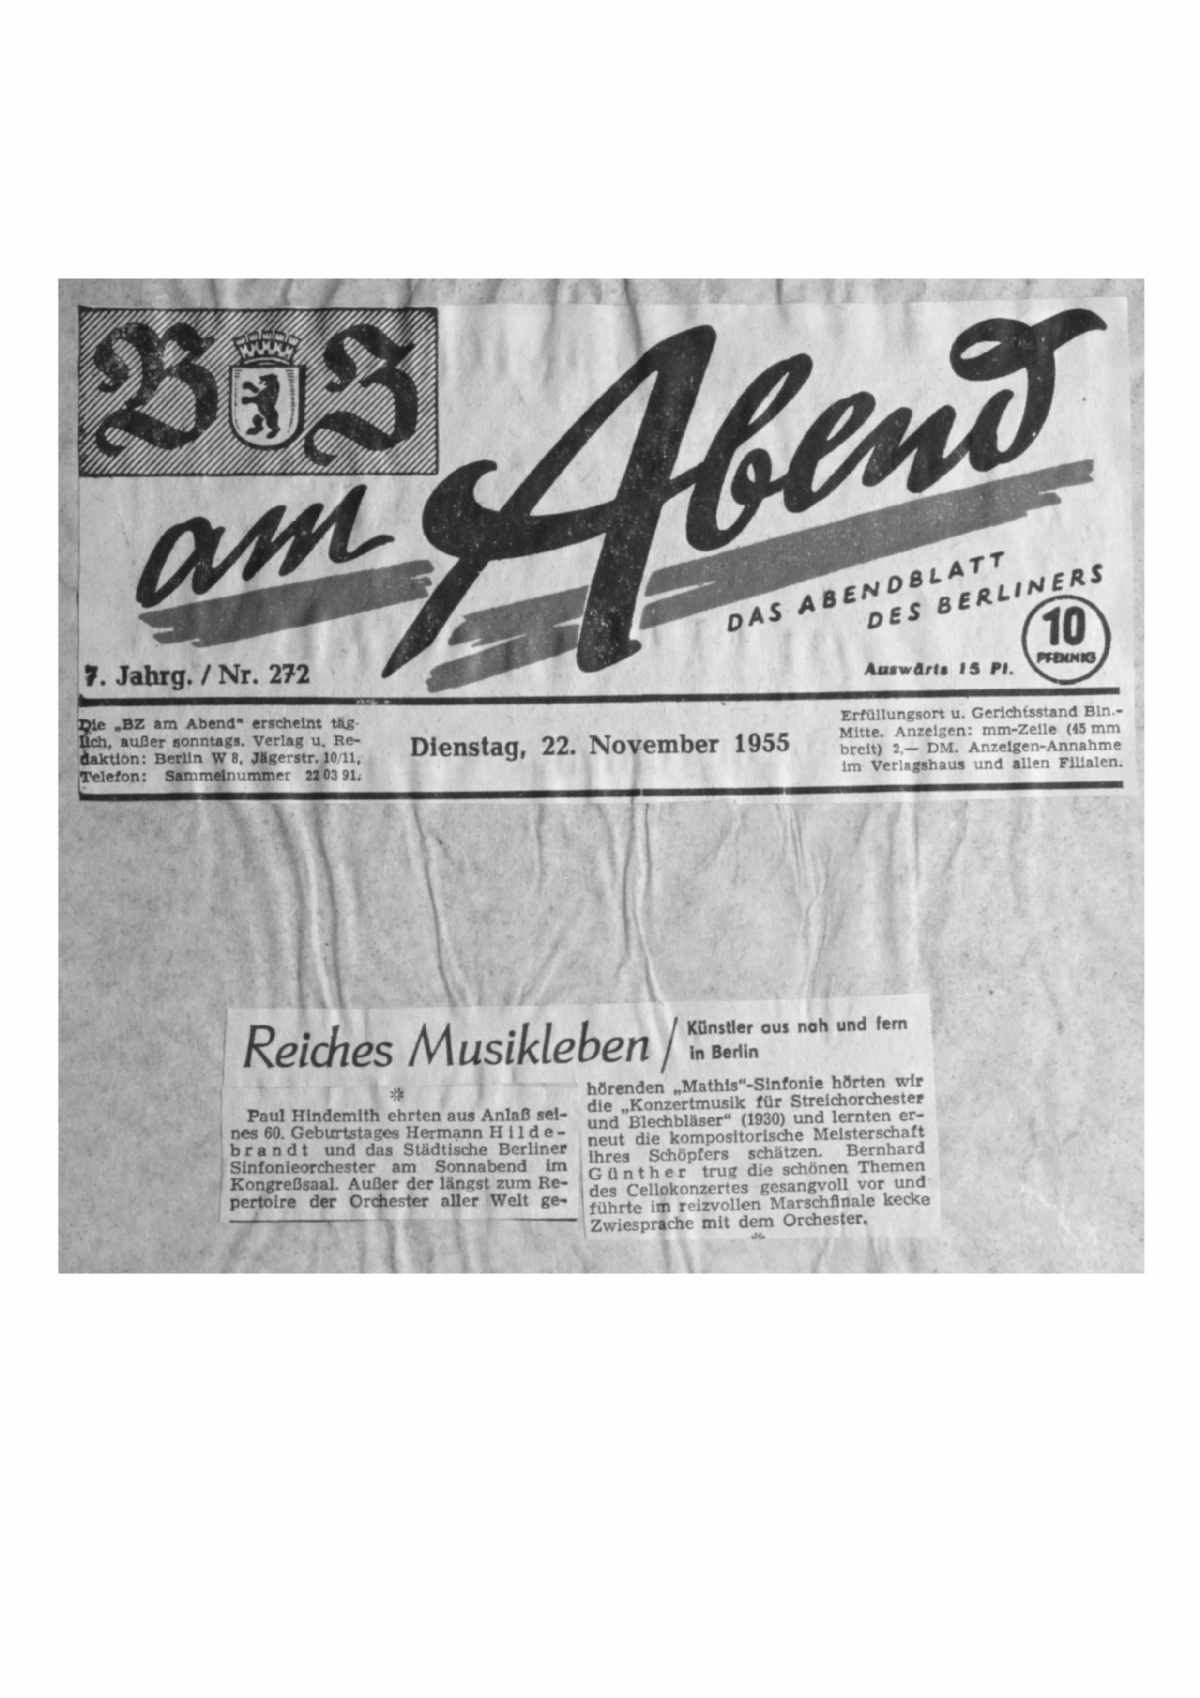 BZ
am Abend
DAS ABENDBLATT
DES BERLINERS
10
PFENNIG
7. Jahrg. / Nr. 272
Auswärts 15 Pf.
Die „BZ am Abend" erscheint täg-
lich, außer sonntags. Verlag u. Re-
daktion: Berlin W 8, Jägerstr. 10/11,
Telefon: Sammelnummer 22 03 91.
Dienstag, 22. November 1955
Erfüllungsort u. Gerichtsstand Bln.-
Mitte. Anzeigen: mm-Zeile (45 mm
breit) 2,— DM. Anzeigen-Annahme
im Verlagshaus und allen Filialen.
Reiches Musikleben / Künstler aus nah und fern
in Berlin
*
Paul Hindemith ehrten aus Anlaß sei-
nes 60. Geburtstages Hermann Hilde-
brandt und das Städtische Berliner
Sinfonieorchester am Sonnabend im
Kongreßsaal. Außer der längst zum Re-
pertoire der Orchester aller Welt ge-
hörenden „Mathis"-Sinfonie hörten wir
die „Konzertmusik für Streichorchester
und Blechbläser" (1930) und lernten er-
neut die kompositorische Meisterschaft
ihres Schöpfers schätzen. Bernhard
Günther trug die schönen Themen
des Cellokonzertes gesangvoll vor und
führte im reizvollen Marschfinale kecke
Zwiesprache mit dem Orchester.
*